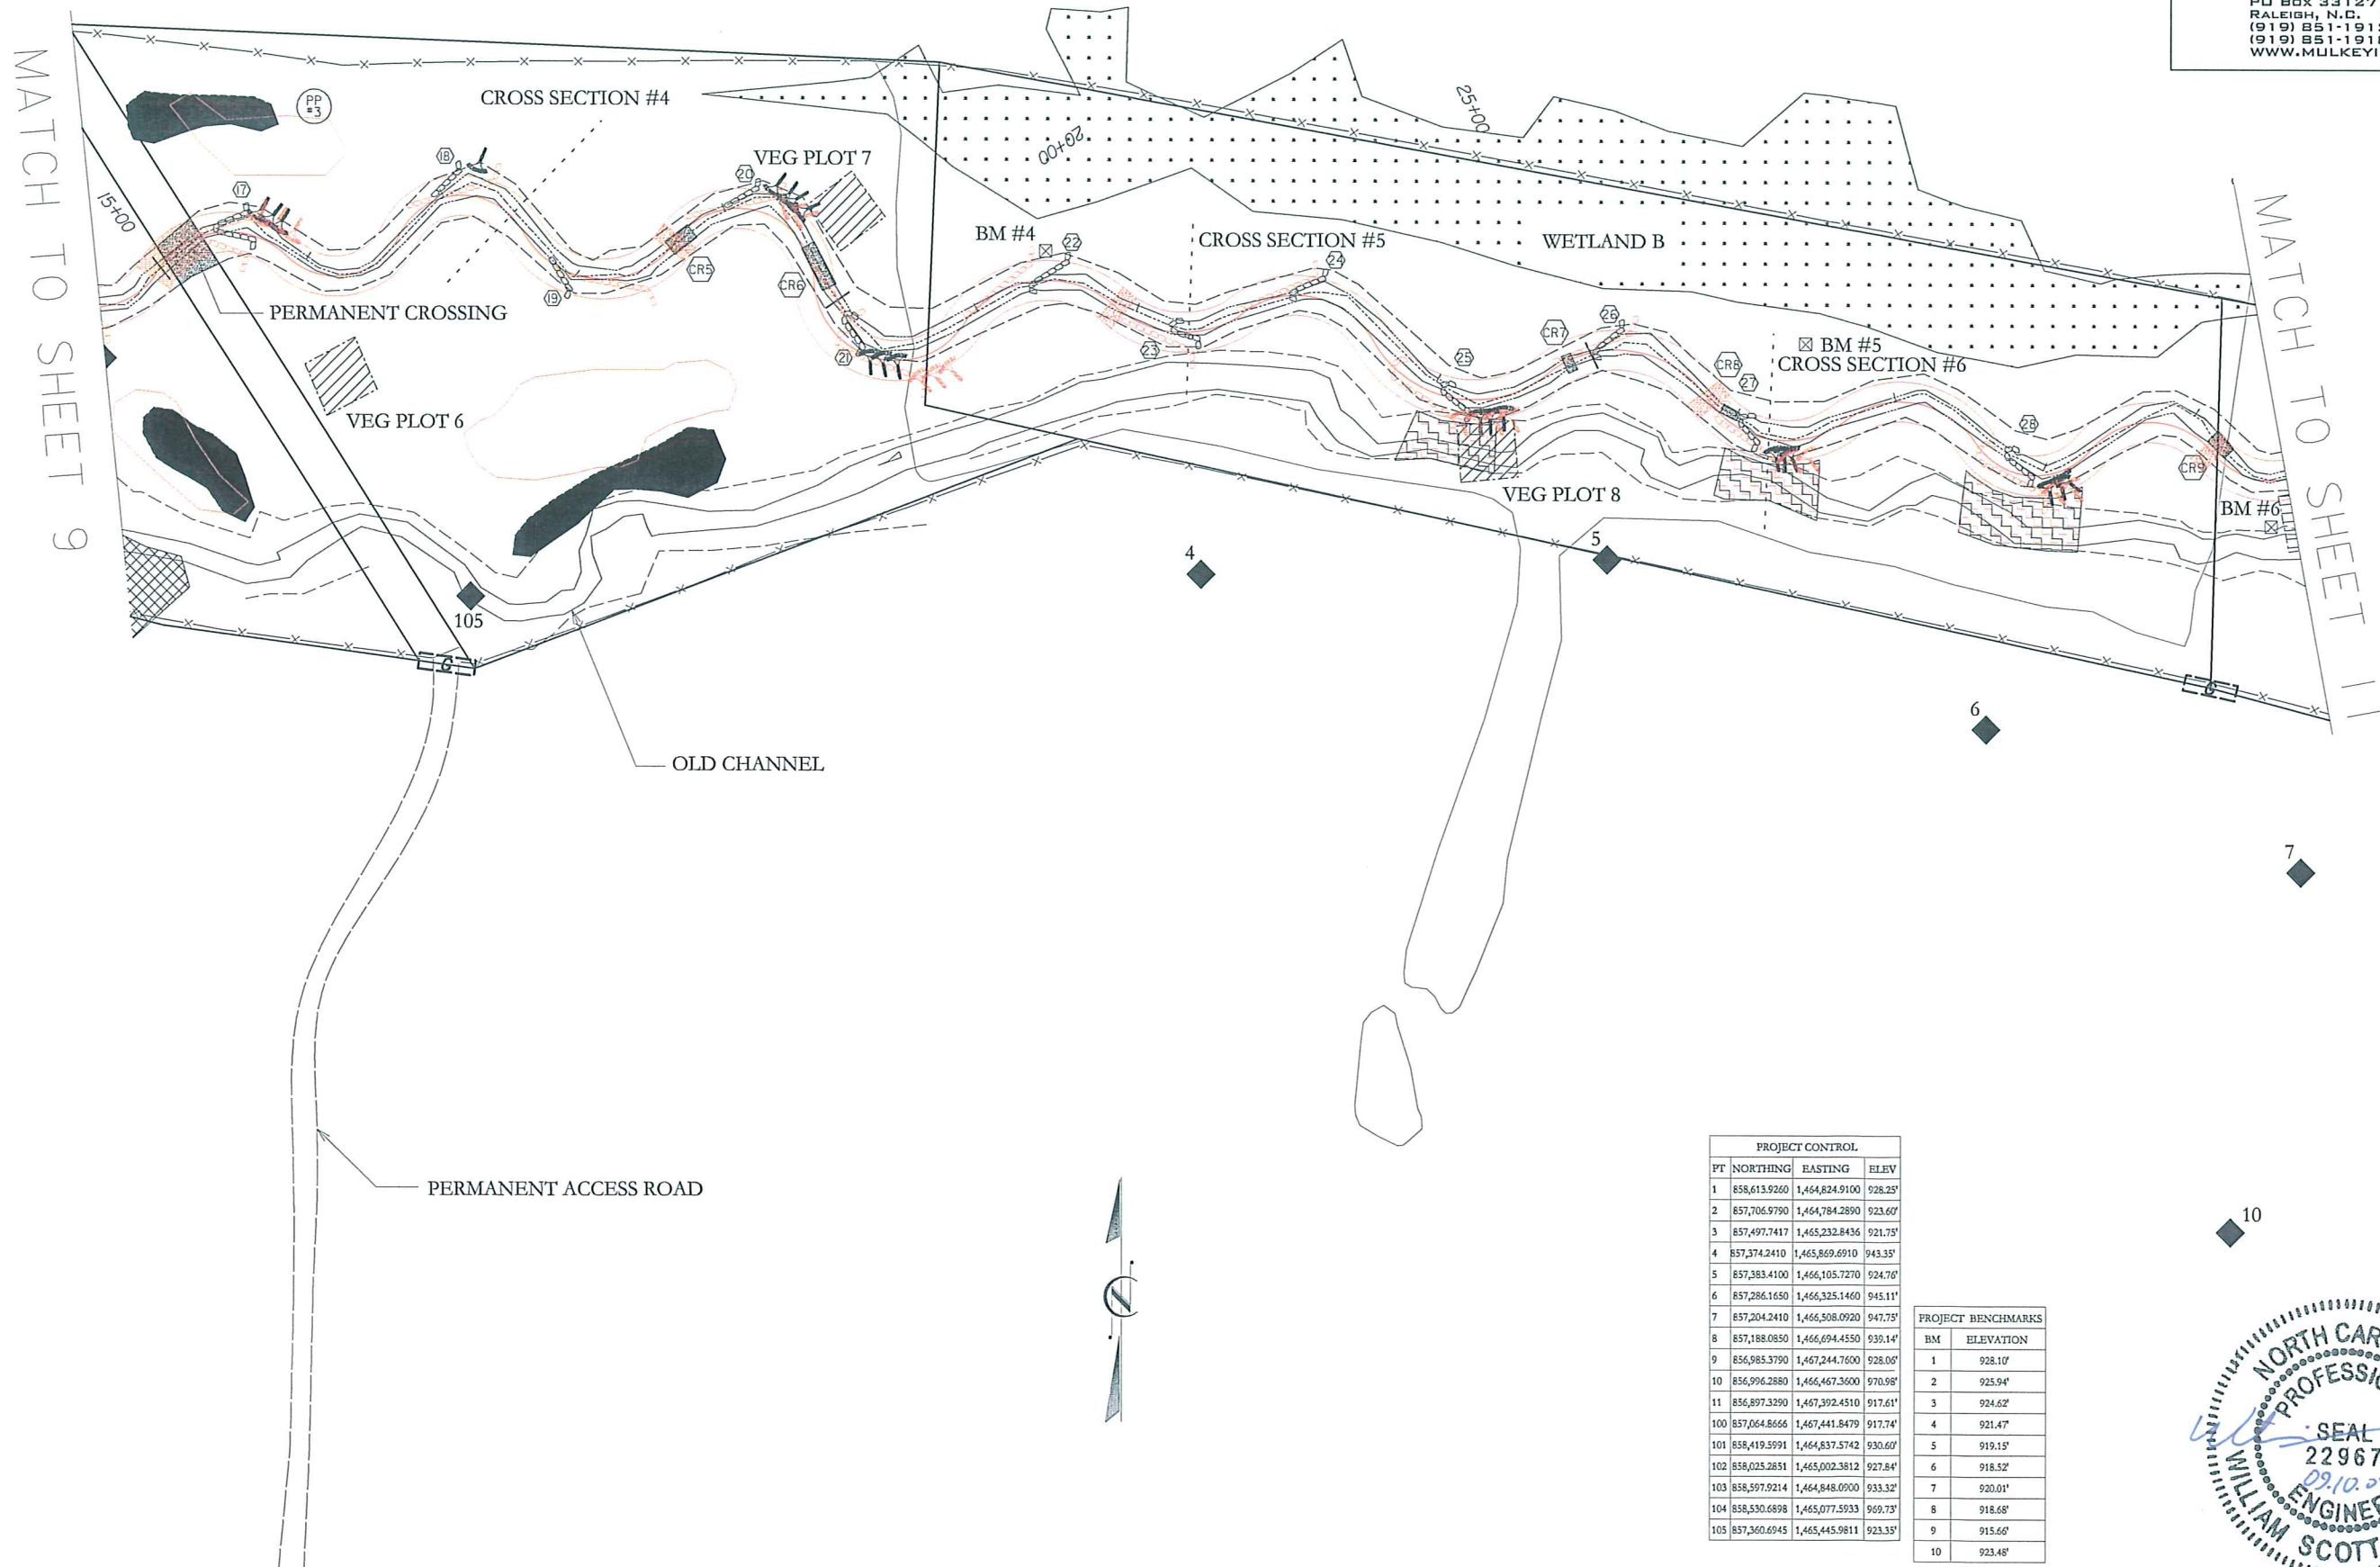 PO BOX 33127
RALEIGH, N.C.
(919) 851-191
(919) 851-191
WWW.MULKEYI
MATCH TO SHEET 9
PP #3
CROSS SECTION #4
25+00
20+00
18
VEG PLOT 7
20
17
15+00
BM #4
22
CROSS SECTION #5
WETLAND B
MATCH TO SHEET 11
24
CR5
CR6
19
PERMANENT CROSSING
26
CR7
BM #5
CROSS SECTION #6
21
23
25
CR8
27
VEG PLOT 6
28
CR9
VEG PLOT 8
BM #6
4
5
105
G
G
6
OLD CHANNEL
7
PERMANENT ACCESS ROAD
10
N
PROJECT CONTROL
PT NORTHING EASTING ELEV
1 858,613.9260 1,464,824.9100 928.25'
2 857,706.9790 1,464,784.2890 923.60'
3 857,497.7417 1,465,232.8436 921.75'
4 857,374.2410 1,465,869.6910 943.35'
5 857,383.4100 1,466,105.7270 924.76'
6 857,286.1650 1,466,325.1460 945.11'
7 857,204.2410 1,466,508.0920 947.75'
8 857,188.0850 1,466,694.4550 939.14'
9 856,985.3790 1,467,244.7600 928.06'
10 856,996.2880 1,466,467.3600 970.98'
11 856,897.3290 1,467,392.4510 917.61'
100 857,064.8666 1,467,441.8479 917.74'
101 858,419.5991 1,464,837.5742 930.60'
102 858,025.2851 1,465,002.3812 927.84'
103 858,597.9214 1,464,848.0900 933.32'
104 858,530.6898 1,465,077.5933 969.73'
105 857,360.6945 1,465,445.9811 923.35'
PROJECT BENCHMARKS
BM ELEVATION
1 928.10'
2 925.94'
3 924.62'
4 921.47'
5 919.15'
6 918.52'
7 920.01'
8 918.68'
9 915.66'
10 923.48'
NORTH CAR
PROFESSI
SEAL
22967
09.10.
ENGINE
WILLIAM SCOTT